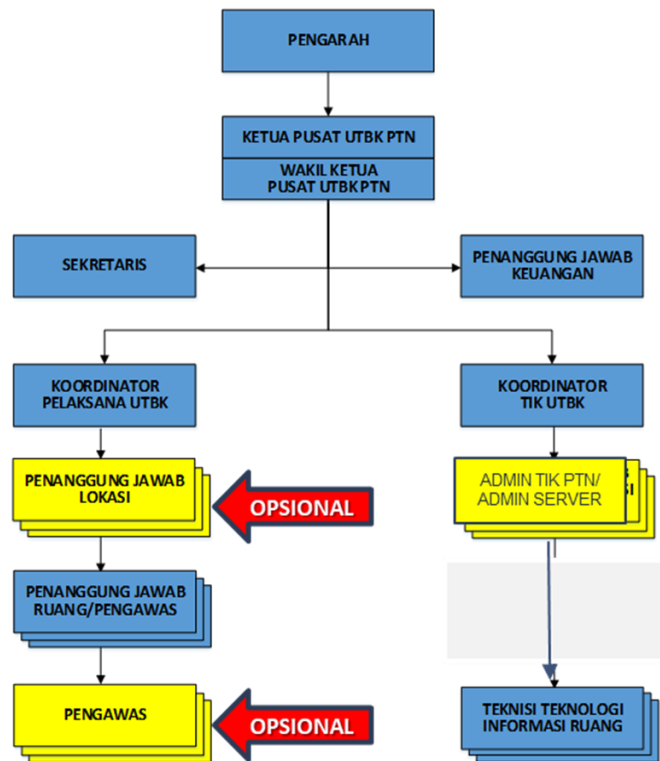 PENGARAH
KETUA PUSAT UTBK PTN
WAKIL KETUA
PUSAT UTBK PTN
SEKRETARIS
PENANGGUNG JAWAB
KEUANGAN
KOORDINATOR
PELAKSANA UTBK
KOORDINATOR
TIK UTBK
PENANGGUNG JAWAB
LOKASI
OPSIONAL
ADMIN TIK PTN/
ADMIN SERVER
PENANGGUNG JAWAB
RUANG/PENGAWAS
PENGAWAS
OPSIONAL
TEKNISI TEKNOLOGI
INFORMASI RUANG